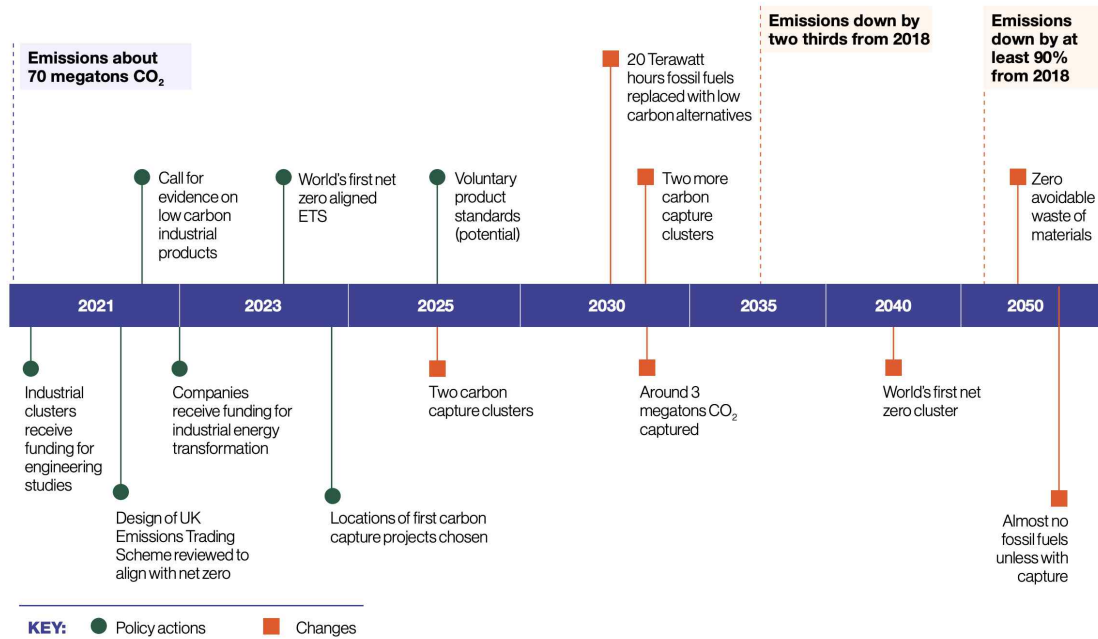 Emissions about
70 megatons CO₂
Emissions down by
two thirds from 2018
Emissions
down by at
least 90%
from 2018
20 Terawatt
hours fossil fuels
replaced with low
carbon alternatives
Call for
evidence on
low carbon
industrial
products
World's first net
zero aligned
ETS
Voluntary
product
standards
(potential)
Two more
carbon
capture
clusters
Zero
avoidable
waste of
materials
2021
2023
2025
2030
2035
2040
2050
Industrial
clusters
receive
funding for
engineering
studies
Companies
receive funding for
industrial energy
transformation
Two carbon
capture clusters
Around 3
megatons CO₂
captured
World's first net
zero cluster
Design of UK
Emissions Trading
Scheme reviewed to
align with net zero
Locations of first carbon
capture projects chosen
Almost no
fossil fuels
unless with
capture
KEY:
Policy actions
Changes